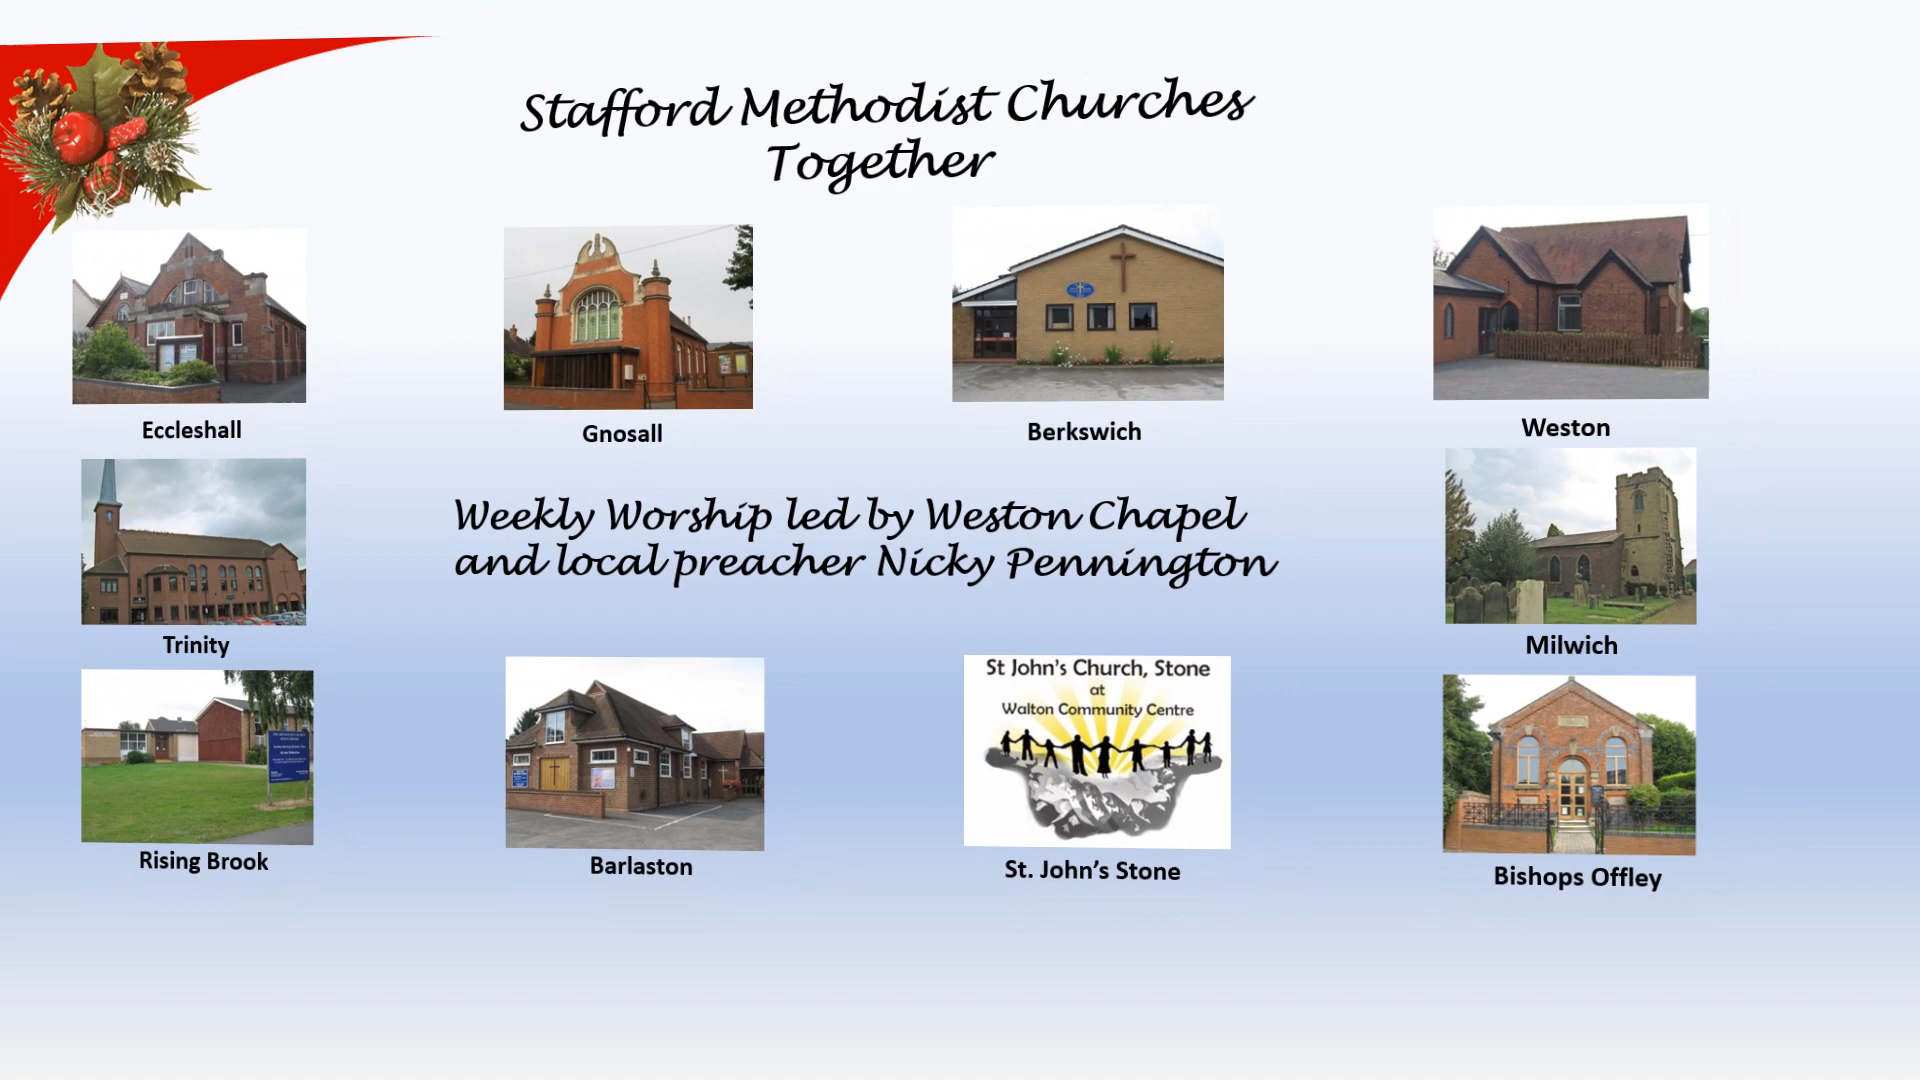 Stafford Methodist Churches
Together
Eccleshall
Gnosall
Berkswich
Weston
Weekly Worship led by Weston Chapel
and local preacher Nicky Pennington
Trinity
Milwich
St John's Church, Stone
at
Walton Community Centre
Rising Brook
Barlaston
St. John's Stone
Bishops Offley